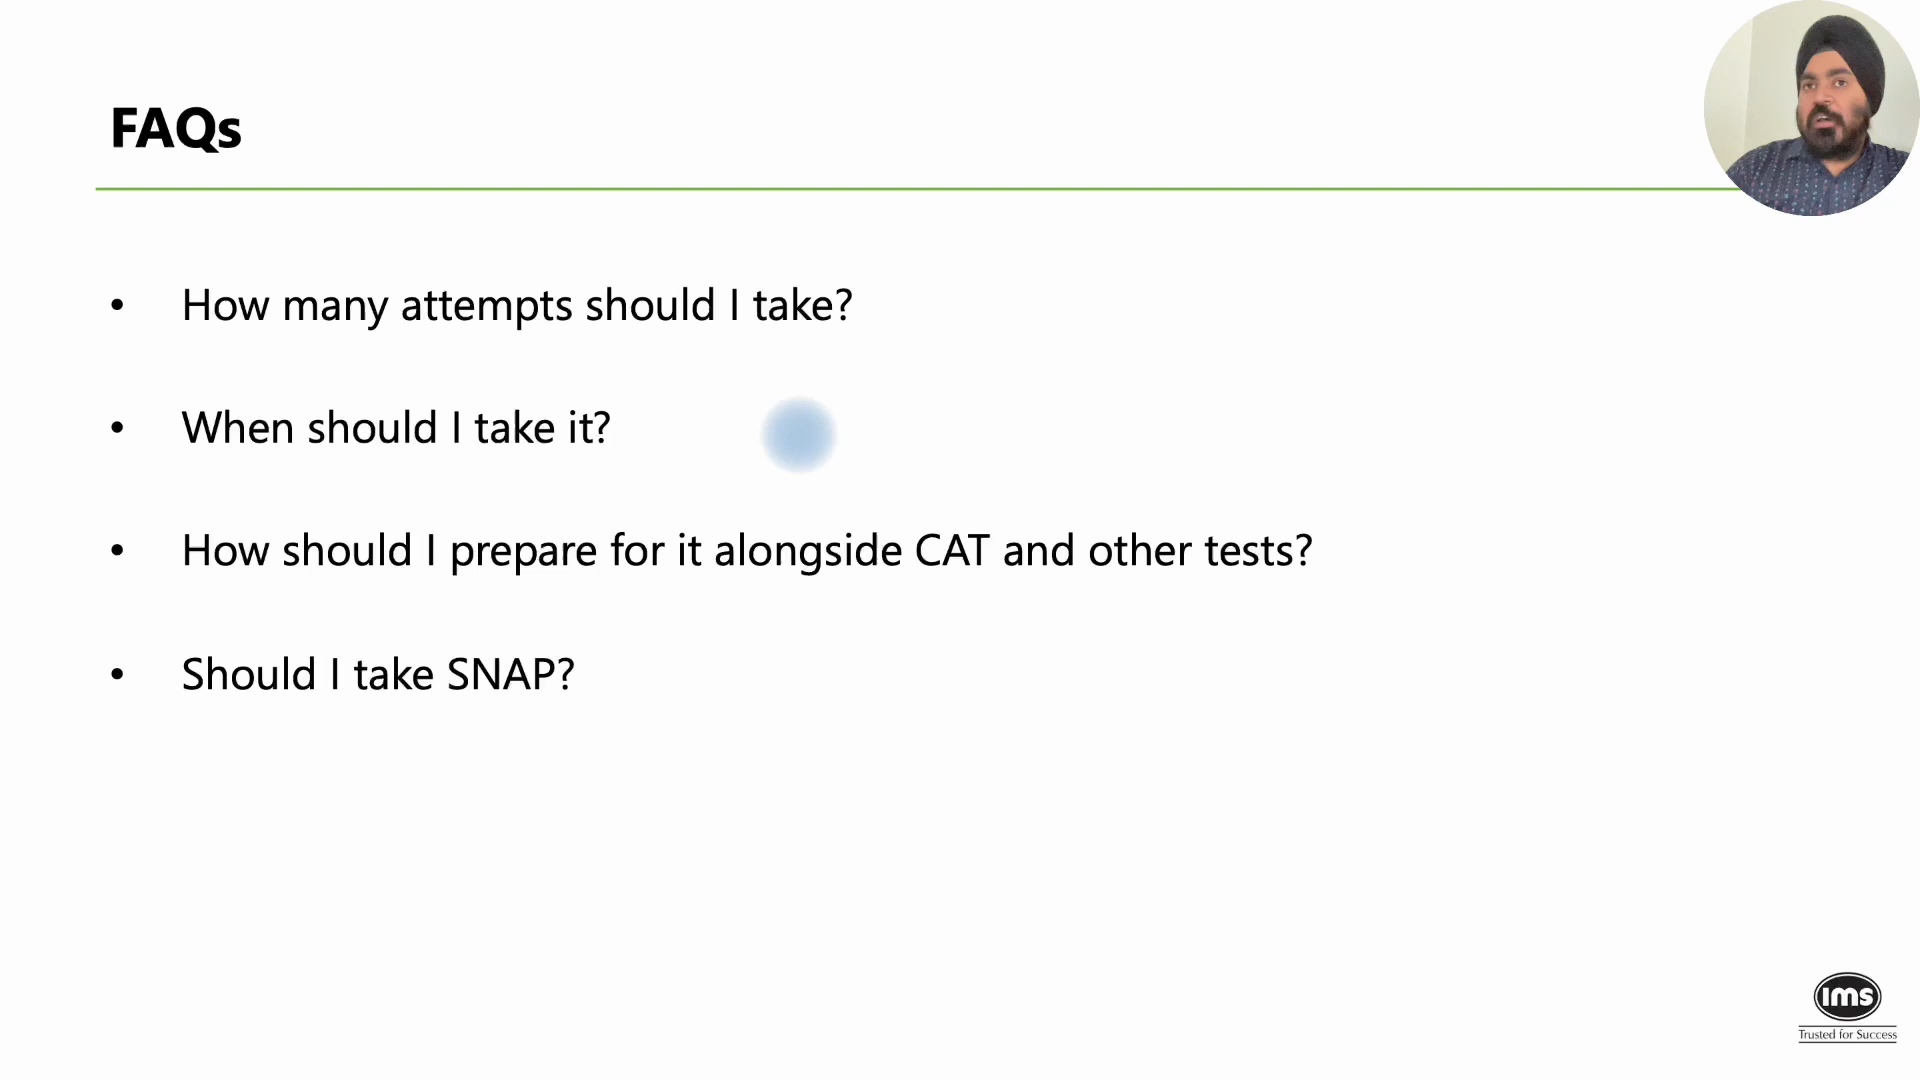 FAQs
• How many attempts should I take?
• When should I take it?
• How should I prepare for it alongside CAT and other tests?
• Should I take SNAP?
ims
Trusted for Success